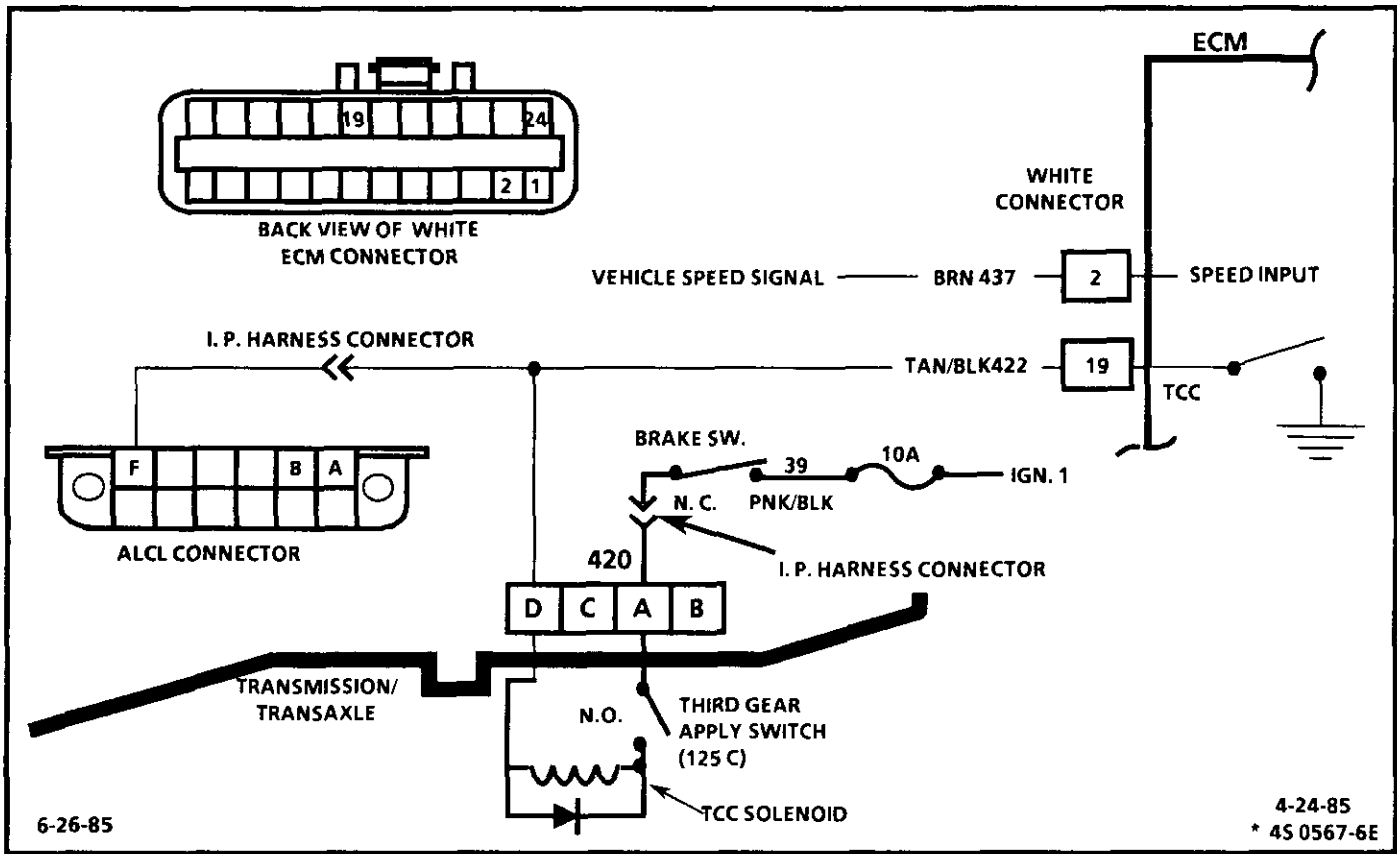 ECM
19
24
2
1
BACK VIEW OF WHITE
ECM CONNECTOR
WHITE
CONNECTOR
VEHICLE SPEED SIGNAL
BRN 437
2
SPEED INPUT
I. P. HARNESS CONNECTOR
TAN/BLK422
19
TCC
BRAKE SW.
39
10A
IGN. 1
F
B
A
N. C.
PNK/BLK
ALCL CONNECTOR
420
I. P. HARNESS CONNECTOR
D
C
A
B
TRANSMISSION/
TRANSAXLE
N.O.
THIRD GEAR
APPLY SWITCH
(125 C)
TCC SOLENOID
6-26-85
4-24-85
* 4S 0567-6E